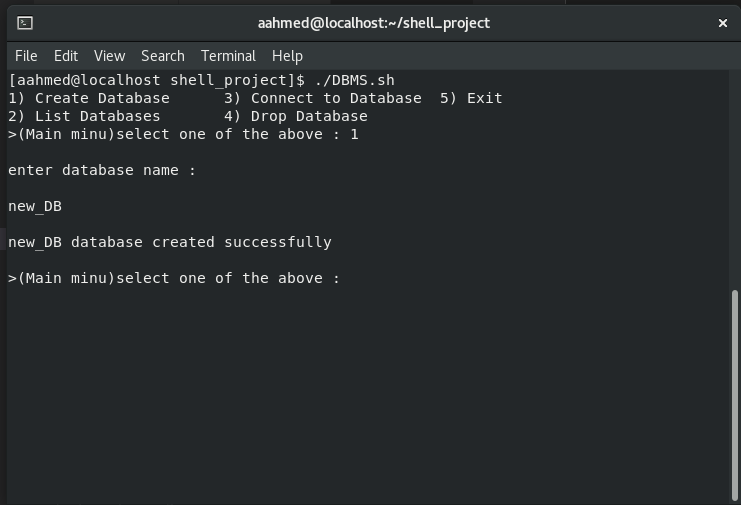 aahmed@localhost:~/shell_project
File Edit View Search Terminal Help
[aahmed@localhost shell_project]$ ./DBMS.sh
1) Create Database      3) Connect to Database  5) Exit
2) List Databases       4) Drop Database
>(Main minu)select one of the above : 1
enter database name :
new_DB
new_DB database created successfully
>(Main minu)select one of the above :